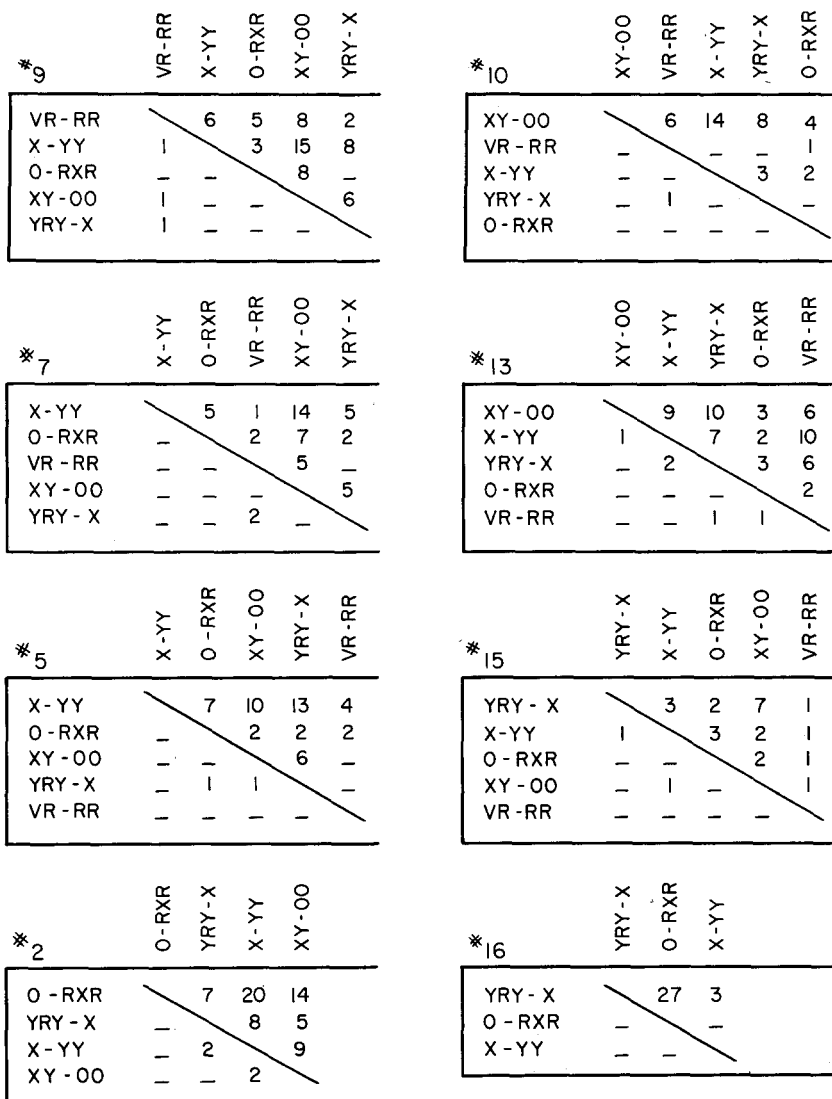 #9 VR-RR X-YY O-RXR XY-OO YRY-X
VR-RR 6 5 8 2
X-YY 1 3 15 8
O-RXR _ _ 8 _
XY-OO 1 _ _ 6
YRY-X 1 _ _ _
#10 XY-OO VR-RR X-YY YRY-X O-RXR
XY-OO 6 14 8 4
VR-RR _ _ _ 1
X-YY _ _ 3 2
YRY-X _ 1 _ _
O-RXR _ _ _ _
#7 X-YY O-RXR VR-RR XY-OO YRY-X
X-YY 5 1 14 5
O-RXR _ 2 7 2
VR-RR _ _ 5 _
XY-OO _ _ _ 5
YRY-X _ _ 2 _
#13 XY-OO X-YY YRY-X O-RXR VR-RR
XY-OO 9 10 3 6
X-YY 1 7 2 10
YRY-X _ 2 3 6
O-RXR _ _ _ 2
VR-RR _ _ 1 1
#5 X-YY O-RXR XY-OO YRY-X VR-RR
X-YY 7 10 13 4
O-RXR _ 2 2 2
XY-OO _ _ 6 _
YRY-X _ 1 1 _
VR-RR _ _ _ _
#15 YRY-X X-YY O-RXR XY-OO VR-RR
YRY-X 3 2 7 1
X-YY 1 3 2 1
O-RXR _ _ 2 1
XY-OO _ 1 _ 1
VR-RR _ _ _ _
#2 O-RXR YRY-X X-YY XY-OO
O-RXR 7 20 14
YRY-X _ 8 5
X-YY _ 2 9
XY-OO _ _ 2
#16 YRY-X O-RXR X-YY
YRY-X 27 3
O-RXR _ _
X-YY _ _